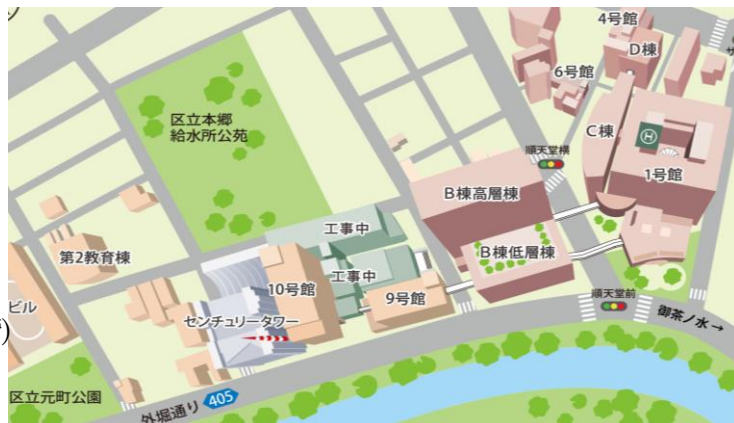 4号館
D棟
6号館
区立本郷
給水所公苑
C棟
順天堂横
1号館
B棟高層棟
工事中
第2教育棟
B棟低層棟
工事中
10号館
9号館
ビル
センチュリータワー
順天堂前
御茶ノ水→
区立元町公園
外堀通り 405